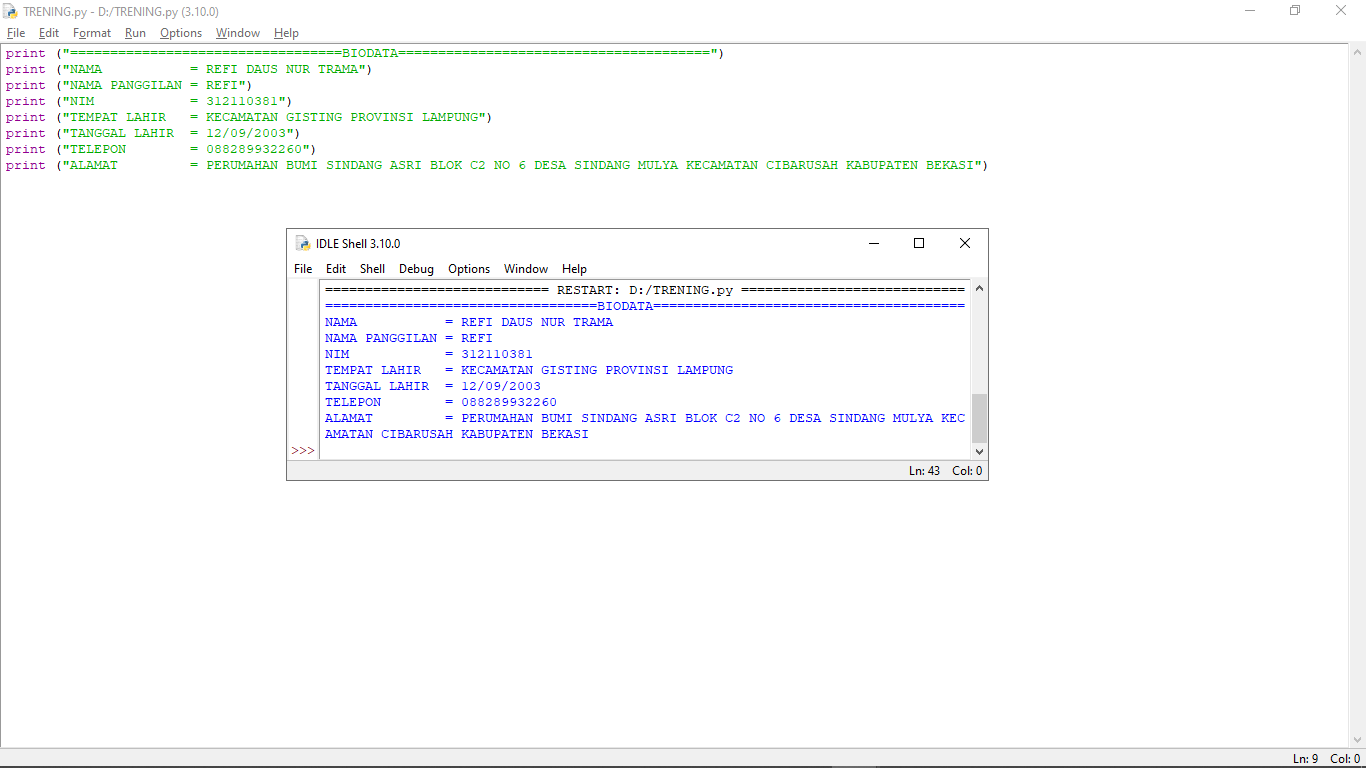 TRENING.py - D:/TRENING.py (3.10.0)
File Edit Format Run Options Window Help
print ("==================================BIODATA=======================================")
print ("NAMA           = REFI DAUS NUR TRAMA")
print ("NAMA PANGGILAN = REFI")
print ("NIM            = 312110381")
print ("TEMPAT LAHIR   = KECAMATAN GISTING PROVINSI LAMPUNG")
print ("TANGGAL LAHIR  = 12/09/2003")
print ("TELEPON        = 088289932260")
print ("ALAMAT         = PERUMAHAN BUMI SINDANG ASRI BLOK C2 NO 6 DESA SINDANG MULYA KECAMATAN CIBARUSAH KABUPATEN BEKASI")
IDLE Shell 3.10.0
File Edit Shell Debug Options Window Help
============================ RESTART: D:/TRENING.py ============================
==================================BIODATA=======================================
NAMA           = REFI DAUS NUR TRAMA
NAMA PANGGILAN = REFI
NIM            = 312110381
TEMPAT LAHIR   = KECAMATAN GISTING PROVINSI LAMPUNG
TANGGAL LAHIR  = 12/09/2003
TELEPON        = 088289932260
ALAMAT         = PERUMAHAN BUMI SINDANG ASRI BLOK C2 NO 6 DESA SINDANG MULYA KEC
AMATAN CIBARUSAH KABUPATEN BEKASI
>>>
Ln: 43 Col: 0
Ln: 9 Col: 0